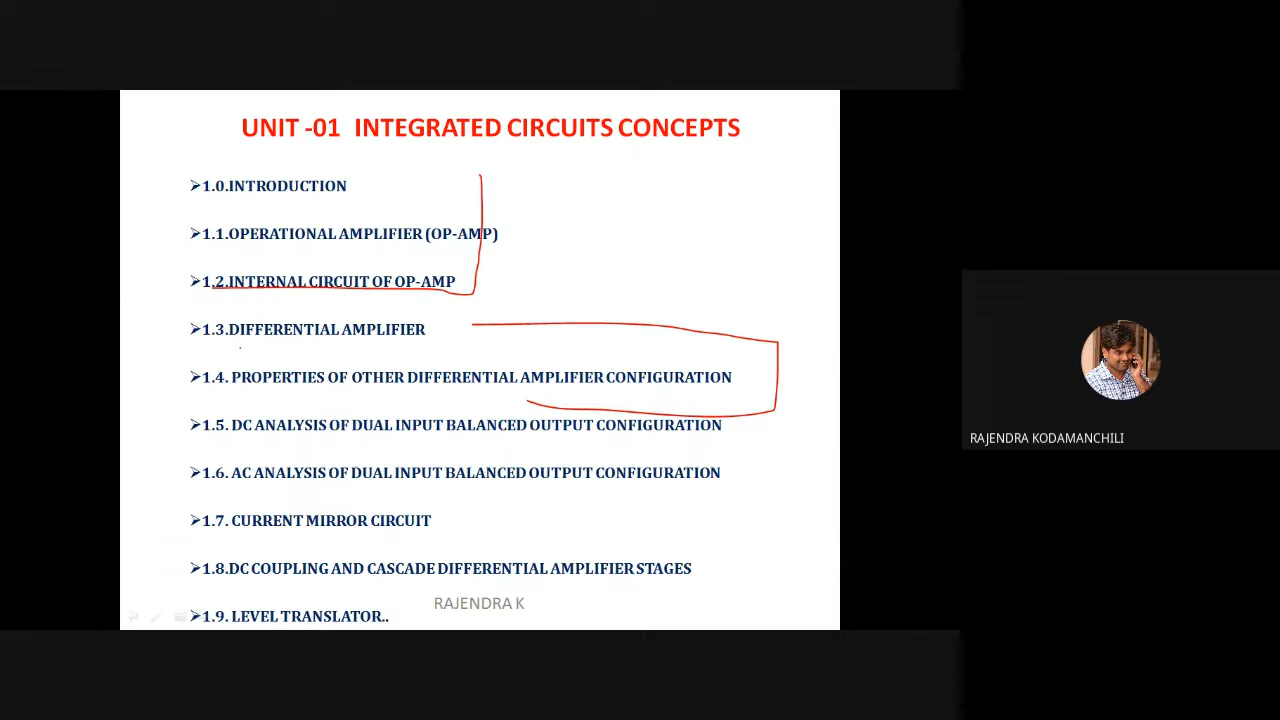 UNIT -01 INTEGRATED CIRCUITS CONCEPTS
➢1.0.INTRODUCTION
➢1.1.OPERATIONAL AMPLIFIER (OP-AMP)
➢1.2.INTERNAL CIRCUIT OF OP-AMP
➢1.3.DIFFERENTIAL AMPLIFIER
➢1.4. PROPERTIES OF OTHER DIFFERENTIAL AMPLIFIER CONFIGURATION
➢1.5. DC ANALYSIS OF DUAL INPUT BALANCED OUTPUT CONFIGURATION
➢1.6. AC ANALYSIS OF DUAL INPUT BALANCED OUTPUT CONFIGURATION
➢1.7. CURRENT MIRROR CIRCUIT
➢1.8.DC COUPLING AND CASCADE DIFFERENTIAL AMPLIFIER STAGES
RAJENDRA K
➢1.9. LEVEL TRANSLATOR..
RAJENDRA KODAMANCHILI